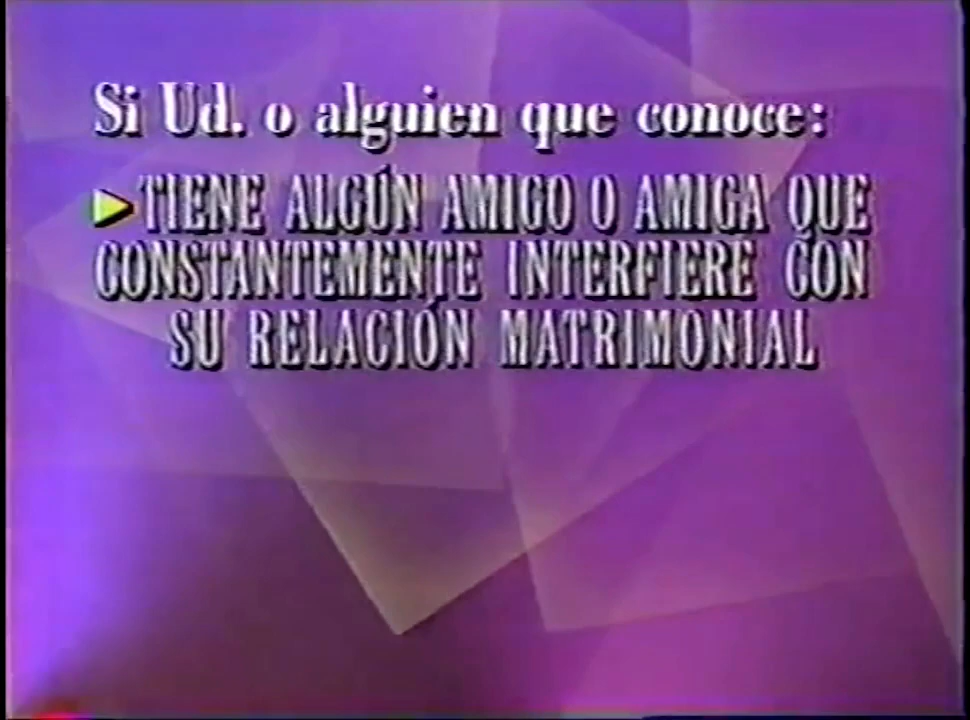 Si Ud. o alguien que conoce:
TIENE ALGÚN AMIGO O AMIGA QUE
CONSTANTEMENTE INTERFIERE CON
SU RELACIÓN MATRIMONIAL